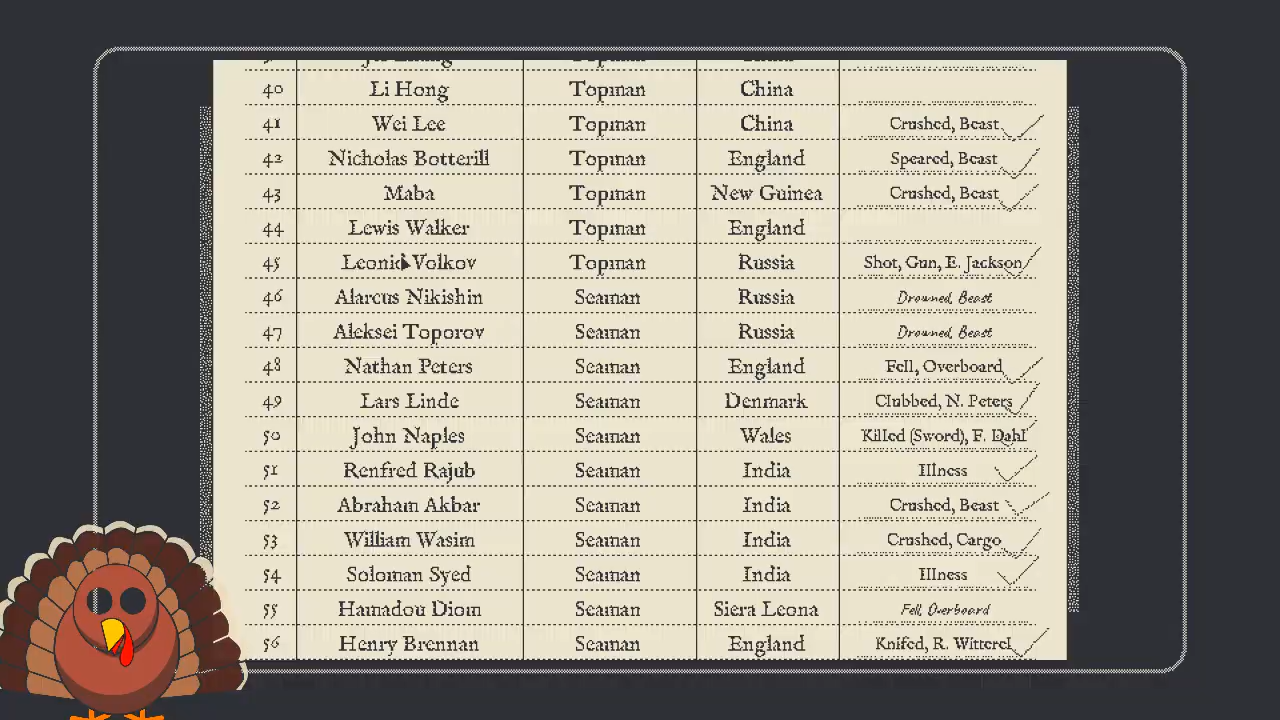 40 Li Hong Topman China
41 Wei Lee Topman China Crushed, Beast
42 Nicholas Botterill Topman England Speared, Beast
43 Maba Topman New Guinea Crushed, Beast
44 Lewis Walker Topman England
45 Leonid Volkov Topman Russia Shot, Gun, E. Jackson
46 Alarcus Nikishin Seaman Russia Drowned, Beast
47 Aleksei Toporov Seaman Russia Drowned, Beast
48 Nathan Peters Seaman England Fell, Overboard
49 Lars Linde Seaman Denmark Clubbed, N. Peters
50 John Naples Seaman Wales Killed (Sword), F. Dahl
51 Renfred Rajub Seaman India Illness
52 Abraham Akbar Seaman India Crushed, Beast
53 William Wasim Seaman India Crushed, Cargo
54 Soloman Syed Seaman India Illness
55 Hamadou Diom Seaman Siera Leona Fell, Overboard
56 Henry Brennan Seaman England Knifed, R. Witterel